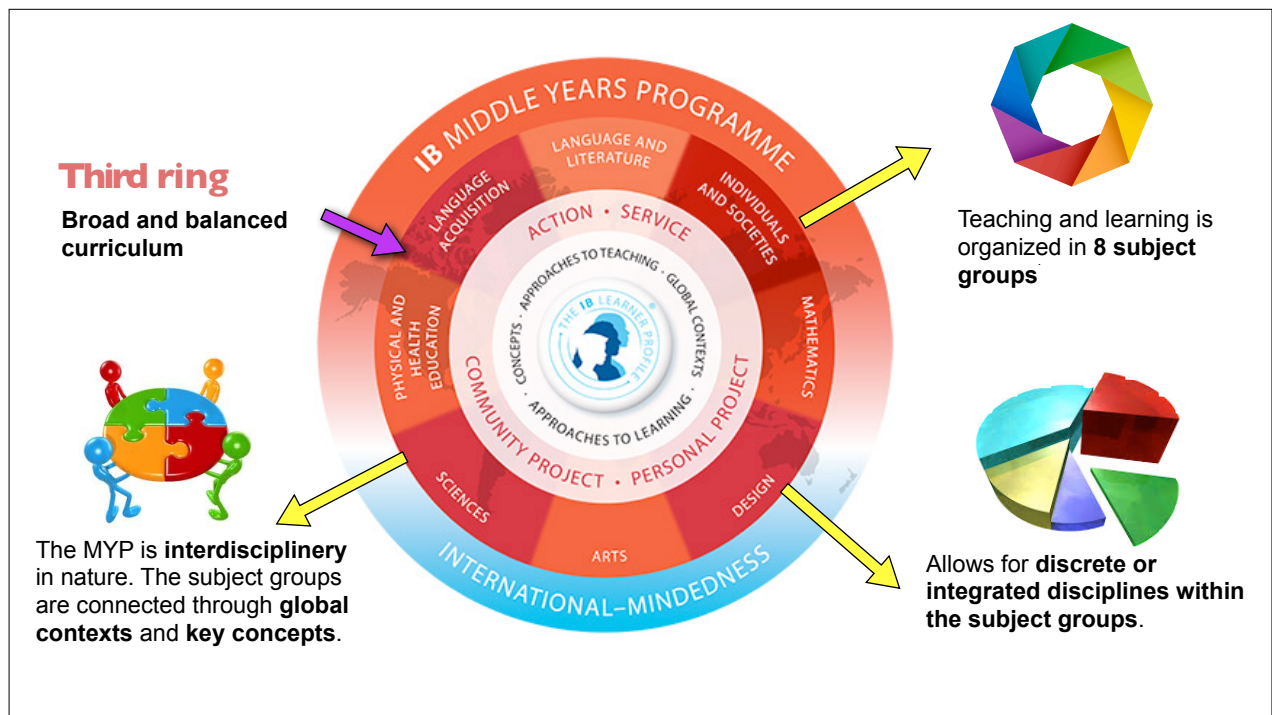 Third ring
Broad and balanced
curriculum
IB MIDDLE YEARS PROGRAMME
LANGUAGE AND
LITERATURE
LANGUAGE
ACQUISITION
INDIVIDUALS
AND SOCIETIES
PHYSICAL AND
HEALTH
EDUCATION
MATHEMATICS
SCIENCES
DESIGN
ARTS
ACTION • SERVICE
COMMUNITY PROJECT • PERSONAL PROJECT
APPROACHES TO TEACHING · GLOBAL CONTEXTS ·
· CONCEPTS ·
APPROACHES TO LEARNING ·
THE IB LEARNER PROFILE ®
INTERNATIONAL–MINDEDNESS
Teaching and learning is
organized in 8 subject
groups
The MYP is interdisciplinery
in nature. The subject groups
are connected through global
contexts and key concepts.
Allows for discrete or
integrated disciplines within
the subject groups.